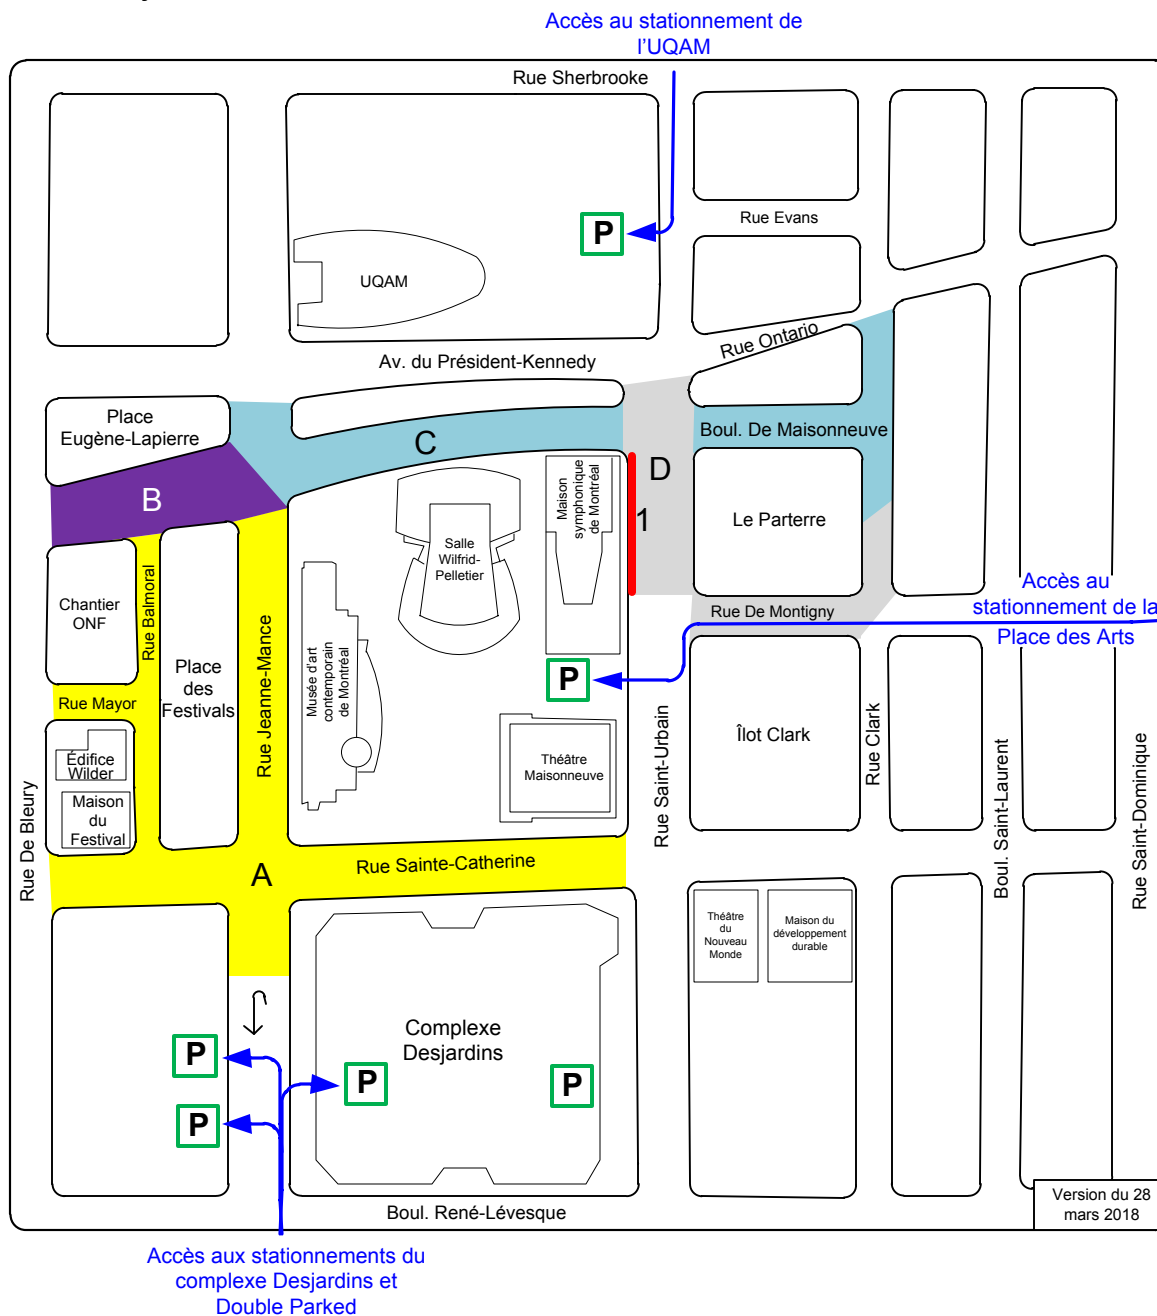 Accès au stationnement de
l'UQAM
Rue Sherbrooke
P
Rue Evans
UQAM
Rue Ontario
Av. du Président-Kennedy
Place
Eugène-Lapierre
C
Boul. De Maisonneuve
B
D
1
Maison
symphonique
de Montréal
Le Parterre
Salle
Wilfrid-
Pelletier
Chantier
ONF
Rue Balmoral
Rue Jeanne-Mance
Place
des
Festivals
Musée d'art
contemporain
de Montréal
Rue De Montigny
Accès au
stationnement de la
Place des Arts
P
Rue Mayor
Édifice
Wilder
Maison
du
Festival
Rue De Bleury
Théâtre
Maisonneuve
Rue Saint-Urbain
Îlot Clark
Rue Clark
Boul. Saint-Laurent
Rue Saint-Dominique
A
Rue Sainte-Catherine
Théâtre
du
Nouveau
Monde
Maison du
développement
durable
Complexe
Desjardins
P
P
P
P
Boul. René-Lévesque
Version du 28
mars 2018
Accès aux stationnements du
complexe Desjardins et
Double Parked